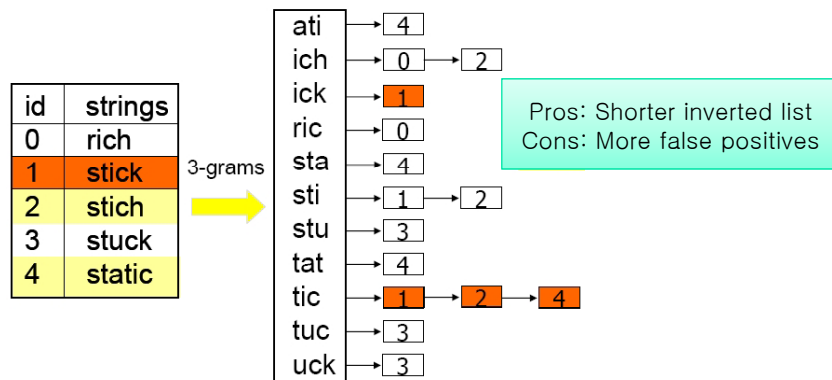 id strings
0 rich
1 stick
2 stich
3 stuck
4 static
3-grams
ati 4
ich 0 2
ick 1
ric 0
sta 4
sti 1 2
stu 3
tat 4
tic 1 2 4
tuc 3
uck 3
Pros: Shorter inverted list
Cons: More false positives